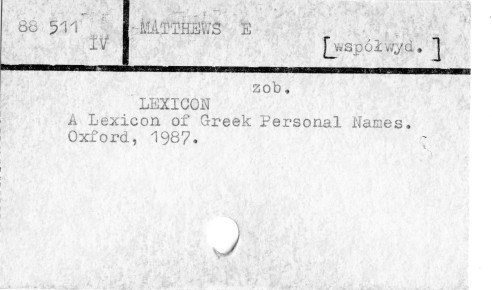 88 511 MATTHEWS E
IV [współwyd.]
zob.
LEXICON
A Lexicon of Greek Personal Names.
Oxford, 1987.